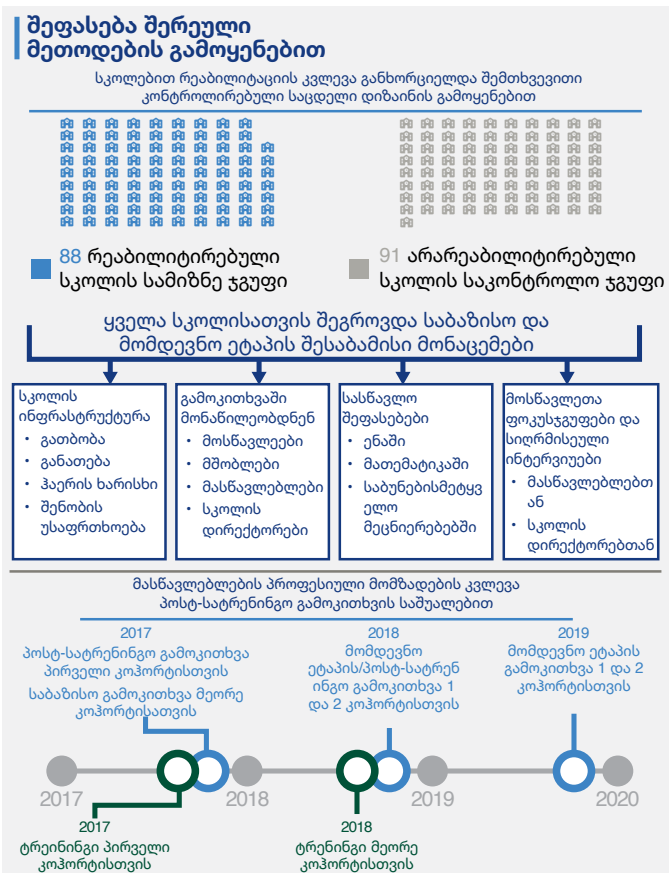 შეფასება შერეული
მეთოდების გამოყენებით
სკოლებით რეაბილიტაციის კვლევა განხორციელდა შემთხვევითი
კონტროლირებული საცდელი დიზაინის გამოყენებით
88 რეაბილიტირებული
სკოლის სამიზნე ჯგუფი
91 არარეაბილიტირებული
სკოლის საკონტროლო ჯგუფი
ყველა სკოლისათვის შეგროვდა საბაზისო და
მომდევნო ეტაპის შესაბამისი მონაცემები
სკოლის
ინფრასტრუქტურა
• გათბობა
• განათება
• ჰაერის ხარისხი
• შენობის
უსაფრთხოება
გამოკითხვაში
მონაწილეობდნენ
• მოსწავლეები
• მშობლები
• მასწავლებლები
• სკოლის
დირექტორები
სასწავლო
შეფასებები
• ენაში
• მათემატიკაში
• საბუნებისმეტყვ
ელო
მეცნიერებებში
მოსწავლეთა
ფოკუსჯგუფები და
სიღრმისეული
ინტერვიუები
• მასწავლებლებთ
ან
• სკოლის
დირექტორებთან
მასწავლებლების პროფესიული მომზადების კვლევა
პოსტ-სატრენინგო გამოკითხვის საშუალებით
2017
პოსტ-სატრენინგო გამოკითხვა
პირველი კოჰორტისთვის
საბაზისო გამოკითხვა მეორე
კოჰორტისათვის
2018
მომდევნო
ეტაპის/პოსტ-სატრენ
ინგო გამოკითხვა 1
და 2 კოჰორტისთვის
2019
მომდევნო ეტაპის
გამოკითხვა 1 და 2
კოჰორტისთვის
2017
2018
2019
2020
2017
ტრეინინგი პირველი
კოჰორტისთვის
2018
ტრენინგი მეორე
კოჰორტისთვის